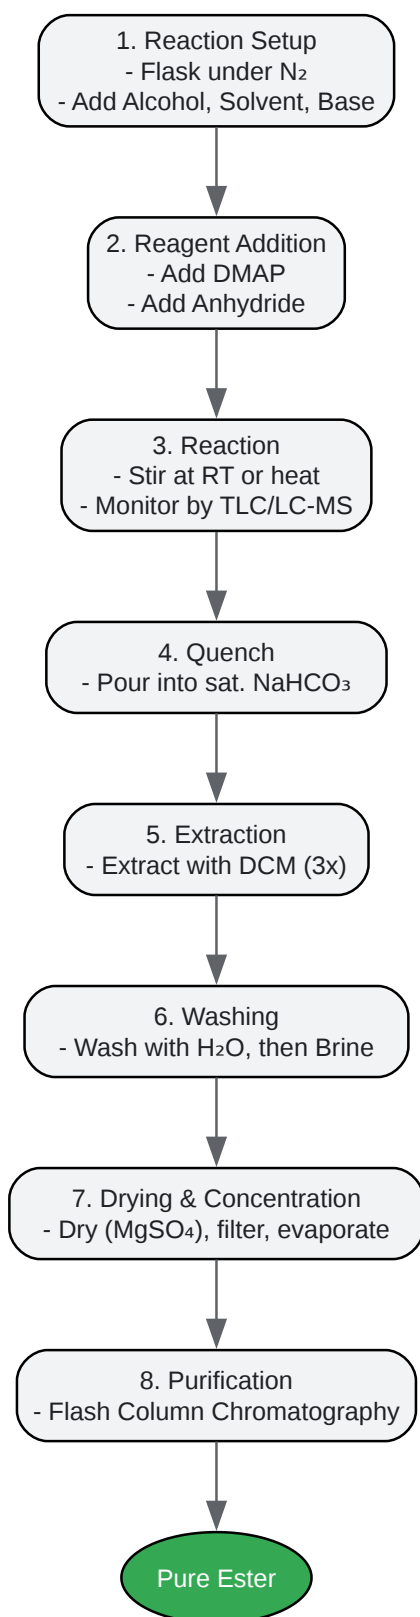 1. Reaction Setup
- Flask under N₂
- Add Alcohol, Solvent, Base
2. Reagent Addition
- Add DMAP
- Add Anhydride
3. Reaction
- Stir at RT or heat
- Monitor by TLC/LC-MS
4. Quench
- Pour into sat. NaHCO₃
5. Extraction
- Extract with DCM (3x)
6. Washing
- Wash with H₂O, then Brine
7. Drying & Concentration
- Dry (MgSO₄), filter, evaporate
8. Purification
- Flash Column Chromatography
Pure Ester